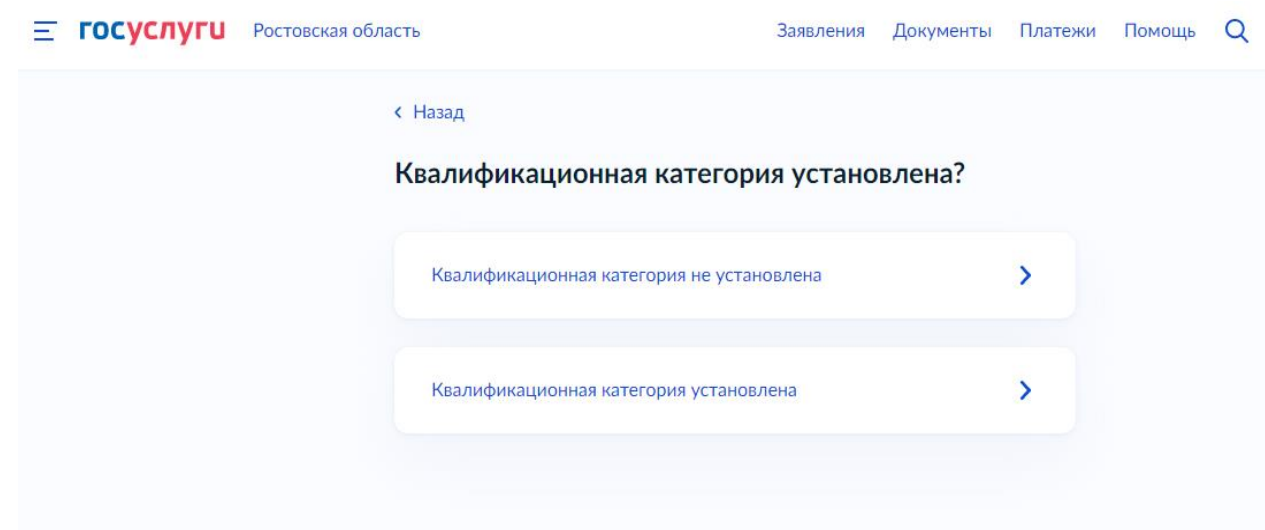 госуслуги Ростовская область Заявления Документы Платежи Помощь
Назад
Квалификационная категория установлена?
Квалификационная категория не установлена
Квалификационная категория установлена